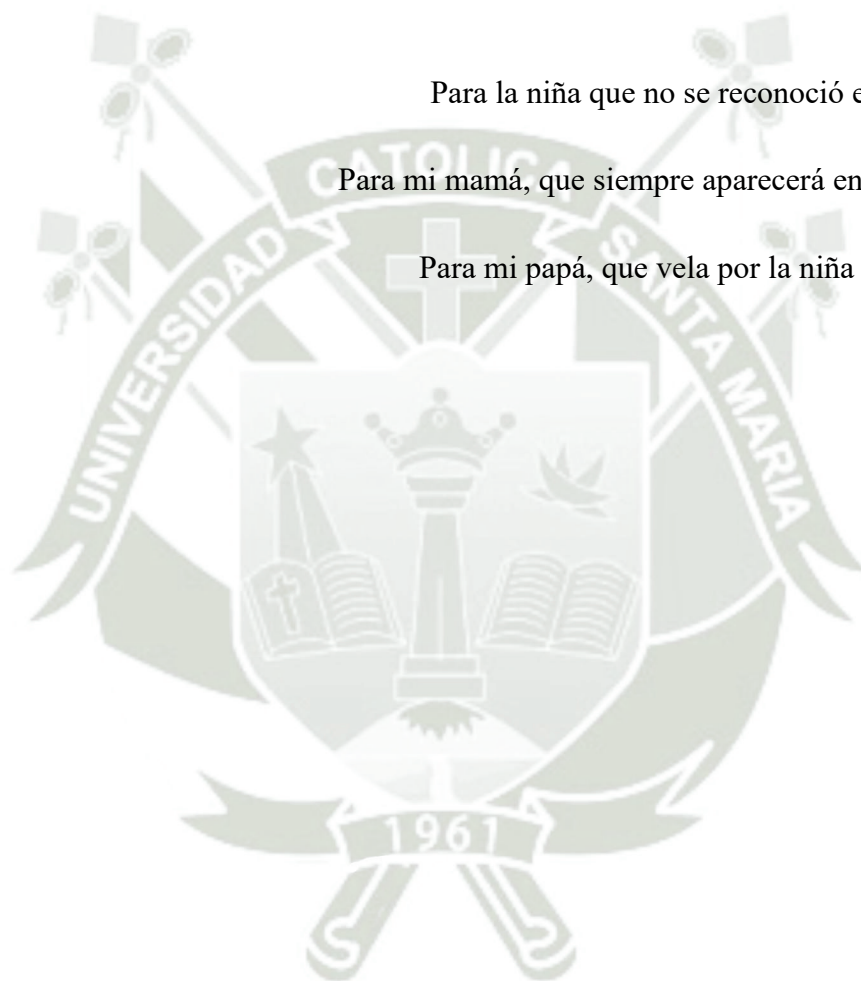 Para la niña que no se reconoció
Para mi mamá, que siempre aparecerá en
Para mi papá, que vela por la niña
UNIVERSIDAD CATOLICA SANTA MARIA
1961